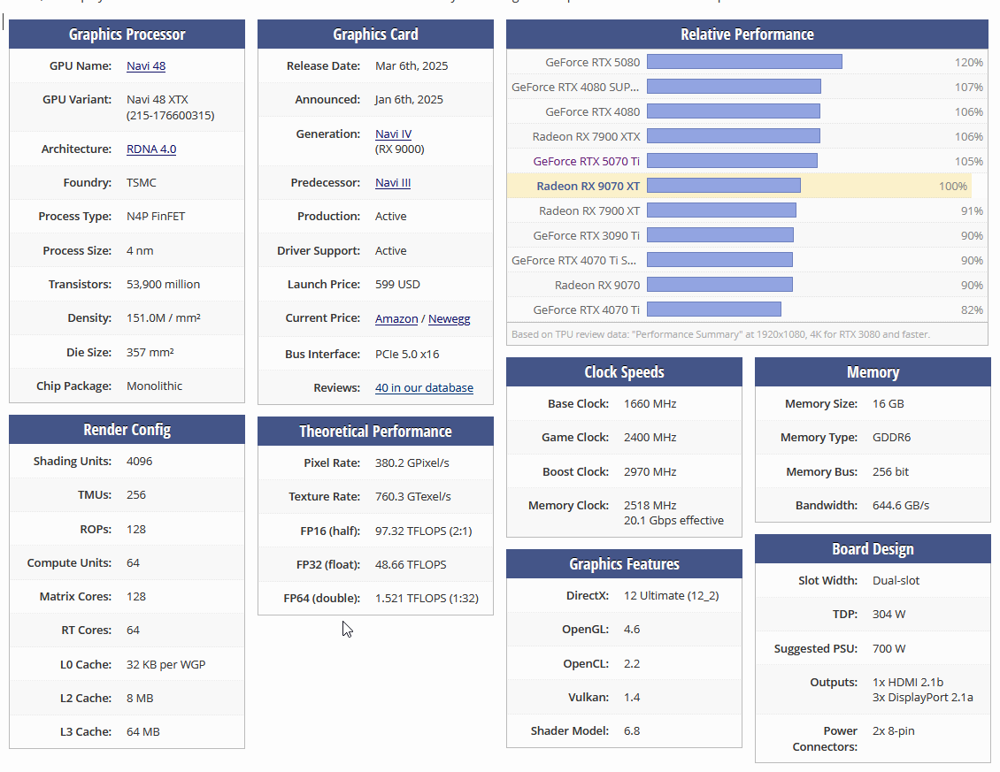 Graphics Processor
GPU Name: Navi 48
GPU Variant: Navi 48 XTX
(215-176600315)
Architecture: RDNA 4.0
Foundry: TSMC
Process Type: N4P FinFET
Process Size: 4 nm
Transistors: 53,900 million
Density: 151.0M / mm²
Die Size: 357 mm²
Chip Package: Monolithic
Render Config
Shading Units: 4096
TMUs: 256
ROPs: 128
Compute Units: 64
Matrix Cores: 128
RT Cores: 64
L0 Cache: 32 KB per WGP
L2 Cache: 8 MB
L3 Cache: 64 MB
Graphics Card
Release Date: Mar 6th, 2025
Announced: Jan 6th, 2025
Generation: Navi IV
(RX 9000)
Predecessor: Navi III
Production: Active
Driver Support: Active
Launch Price: 599 USD
Current Price: Amazon / Newegg
Bus Interface: PCIe 5.0 x16
Reviews: 40 in our database
Theoretical Performance
Pixel Rate: 380.2 GPixel/s
Texture Rate: 760.3 GTexel/s
FP16 (half): 97.32 TFLOPS (2:1)
FP32 (float): 48.66 TFLOPS
FP64 (double): 1.521 TFLOPS (1:32)
Relative Performance
GeForce RTX 5080 120%
GeForce RTX 4080 SUP... 107%
GeForce RTX 4080 106%
Radeon RX 7900 XTX 106%
GeForce RTX 5070 Ti 105%
Radeon RX 9070 XT 100%
Radeon RX 7900 XT 91%
GeForce RTX 3090 Ti 90%
GeForce RTX 4070 Ti S... 90%
Radeon RX 9070 90%
GeForce RTX 4070 Ti 82%
Based on TPU review data: "Performance Summary" at 1920x1080, 4K for RTX 3080 and faster.
Clock Speeds
Base Clock: 1660 MHz
Game Clock: 2400 MHz
Boost Clock: 2970 MHz
Memory Clock: 2518 MHz
20.1 Gbps effective
Graphics Features
DirectX: 12 Ultimate (12_2)
OpenGL: 4.6
OpenCL: 2.2
Vulkan: 1.4
Shader Model: 6.8
Memory
Memory Size: 16 GB
Memory Type: GDDR6
Memory Bus: 256 bit
Bandwidth: 644.6 GB/s
Board Design
Slot Width: Dual-slot
TDP: 304 W
Suggested PSU: 700 W
Outputs: 1x HDMI 2.1b
3x DisplayPort 2.1a
Power 2x 8-pin
Connectors: